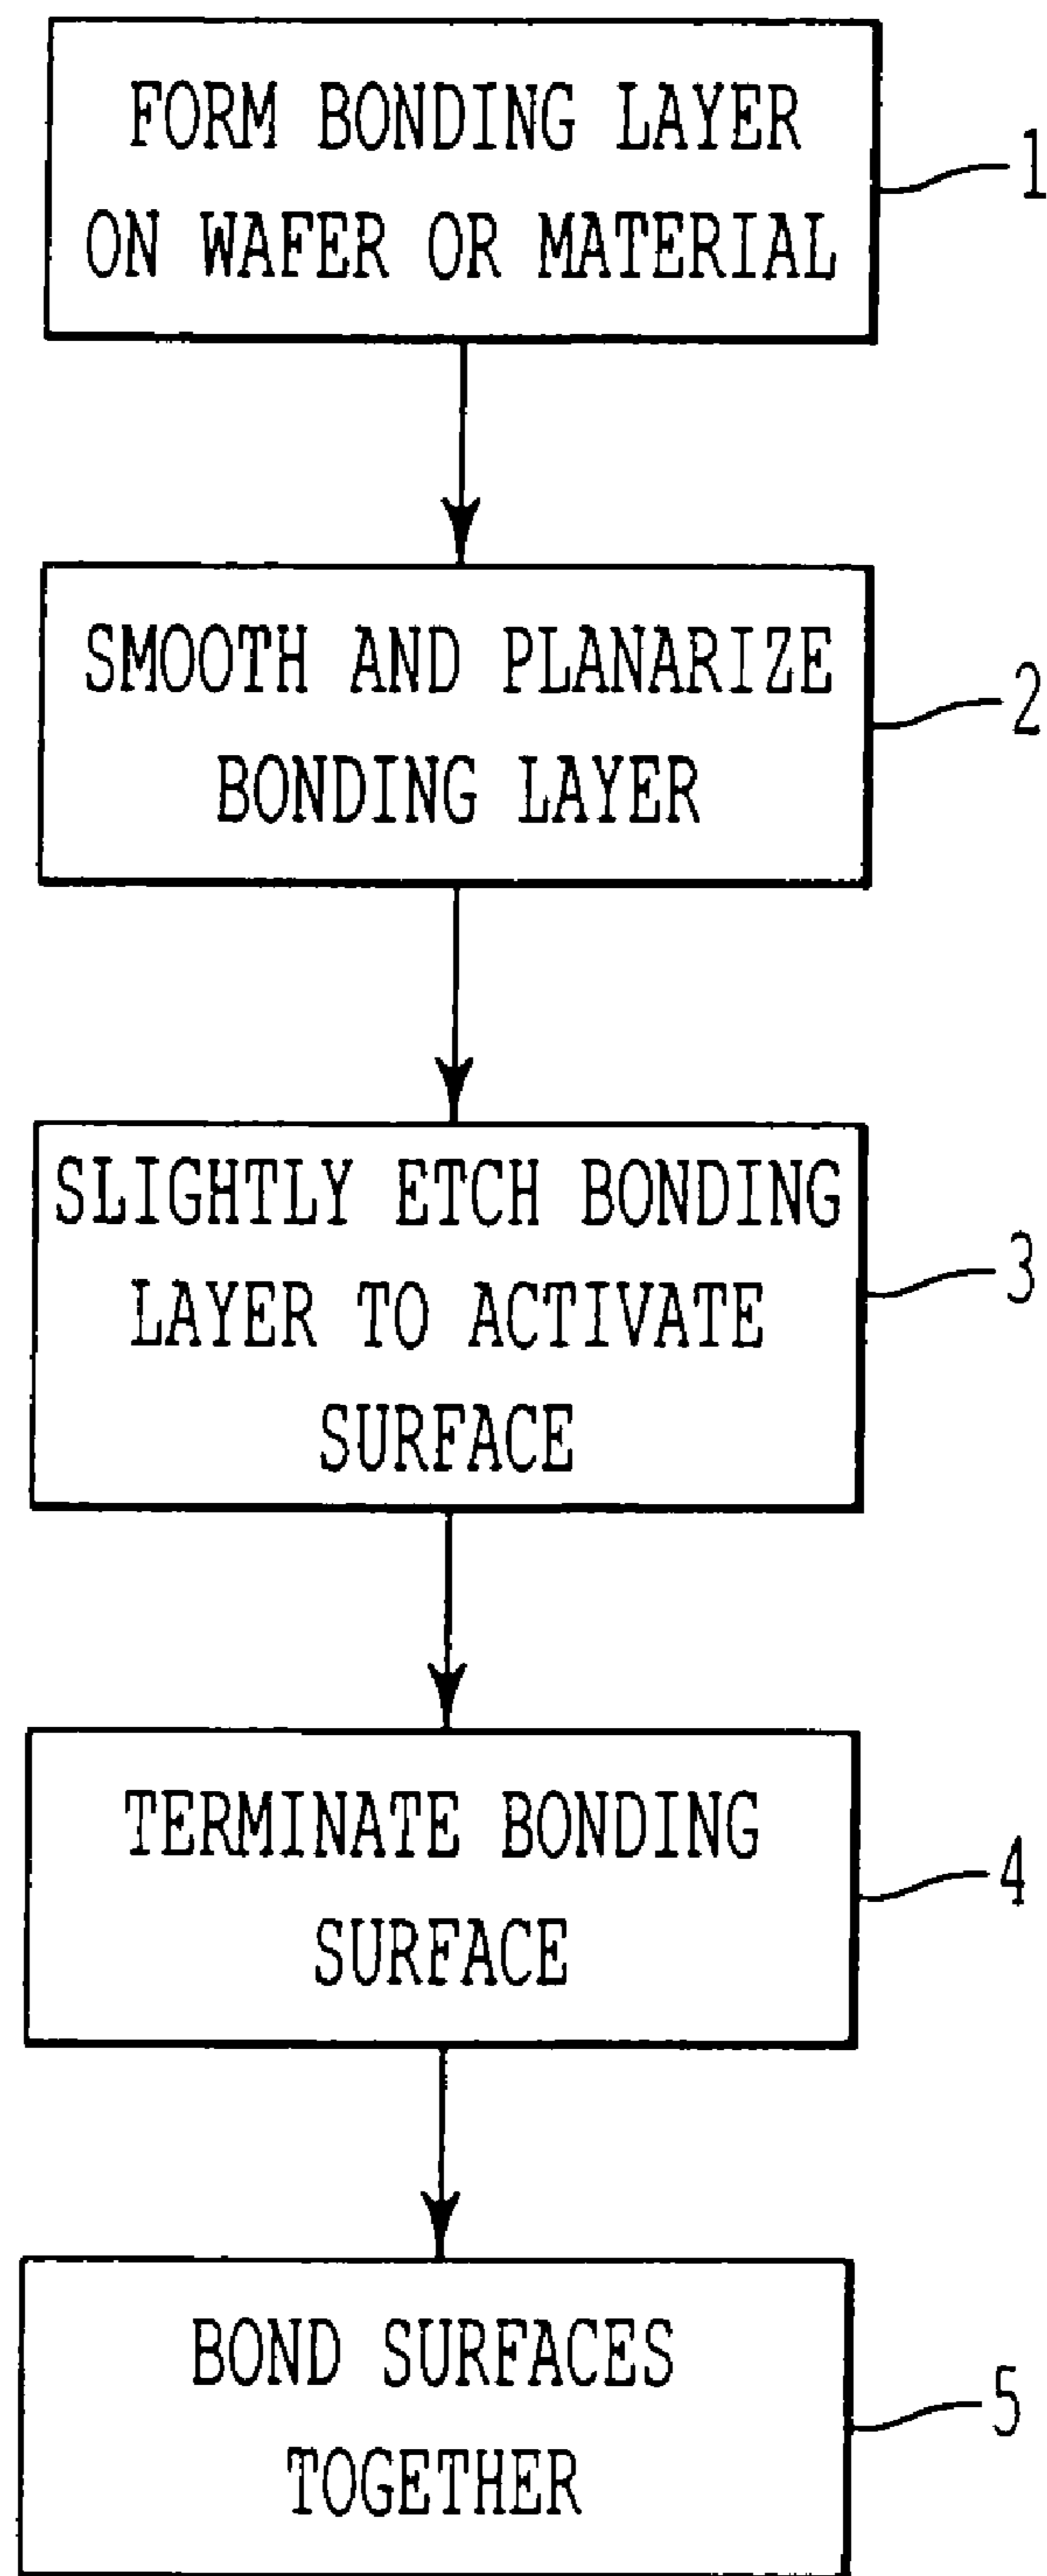 FORM BONDING LAYER
ON WAFER OR MATERIAL
1
SMOOTH AND PLANARIZE
BONDING LAYER
2
SLIGHTLY ETCH BONDING
LAYER TO ACTIVATE
SURFACE
3
TERMINATE BONDING
SURFACE
4
BOND SURFACES
TOGETHER
5